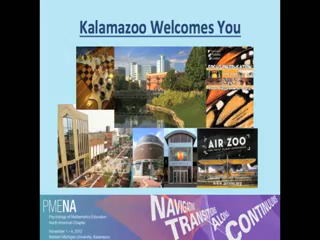 Kalamazoo Welcomes You
AIR ZOO
PMENA
Psychology of Mathematics Education
North American Chapter
November 1 - 4, 2012
Western Michigan University, Kalamazoo
NAVIGATING
TRANSITIONS
ALONG
CONTINUUMS